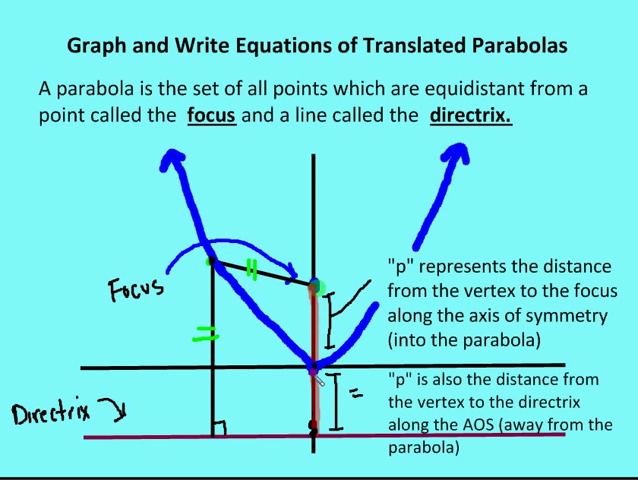 Graph and Write Equations of Translated Parabolas
A parabola is the set of all points which are equidistant from a
point called the focus and a line called the directrix.
Focus
"p" represents the distance
from the vertex to the focus
along the axis of symmetry
(into the parabola)
Directrix
"p" is also the distance from
the vertex to the directrix
along the AOS (away from the
parabola)